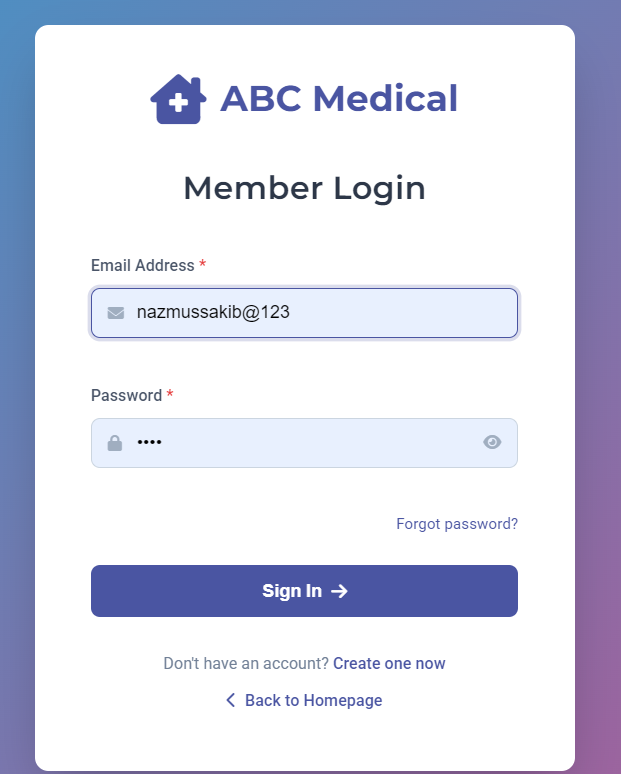 ABC Medical
Member Login
Email Address *
nazmussakib@123
Password *
••••
Forgot password?
Sign In →
Don't have an account? Create one now
Back to Homepage